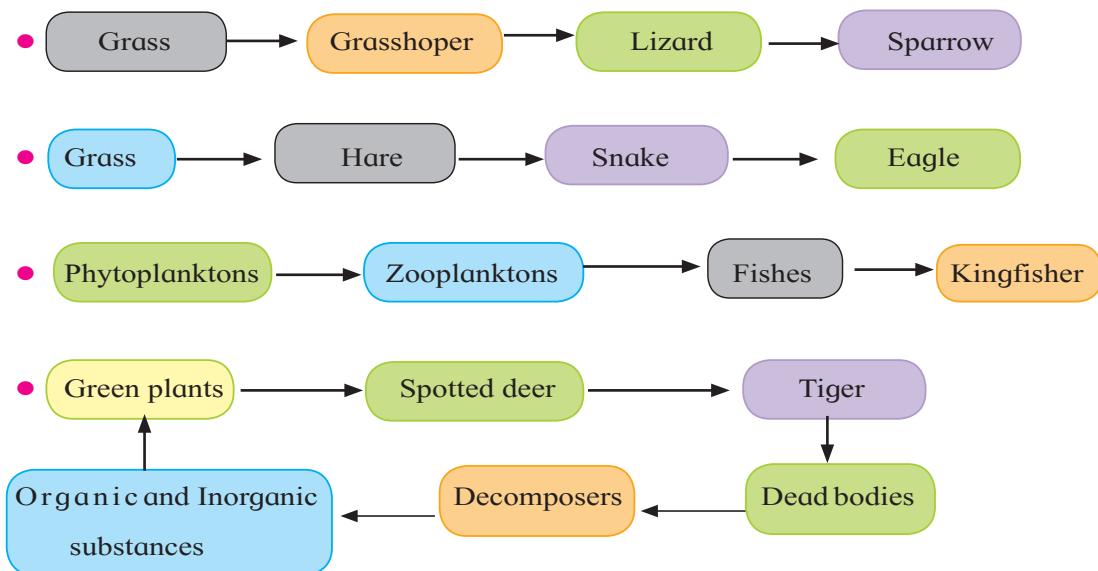 Grass Grasshoper Lizard Sparrow
Grass Hare Snake Eagle
Phytoplanktons Zooplanktons Fishes Kingfisher
Green plants Spotted deer Tiger
Organic and Inorganic
substances
Decomposers Dead bodies